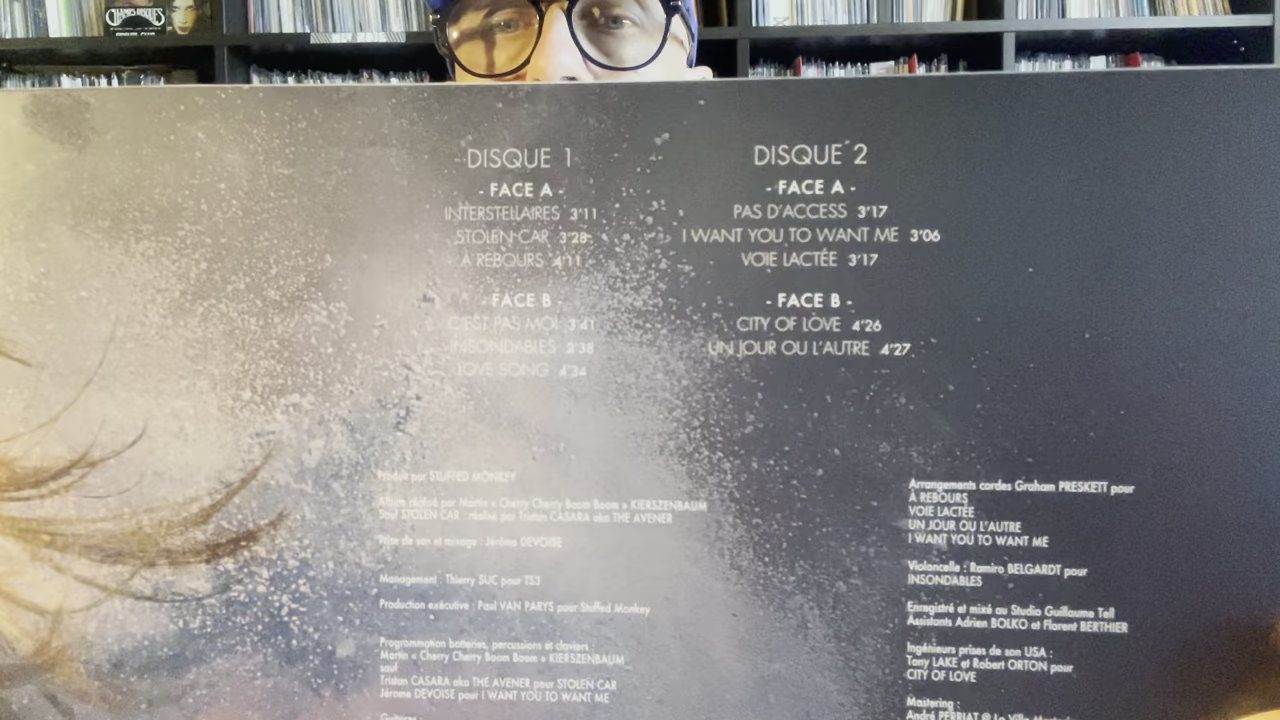 CHAMPS DISQUES
DISQUE 1
- FACE A -
INTERSTELLAIRES 3'11
STOLEN CAR 3'28
À REBOURS 4'11
- FACE B -
C'EST PAS MOI 3'41
INSONDABLES 2'38
LOVE SONG 4'34
DISQUE 2
- FACE A -
PAS D'ACCESS 3'17
I WANT YOU TO WANT ME 3'06
VOIE LACTÉE 3'17
- FACE B -
CITY OF LOVE 4'26
UN JOUR OU L'AUTRE 4'27
Produit par STUFFED MONKEY
Album réalisé par Martin « Cherry Cherry Boom Boom » KIERSZENBAUM
Sauf STOLEN CAR : réalisé par Tristan CASARA aka THE AVENER
Prise de son et mixage : Jérôme DEVOISE
Management : Thierry SUC pour TS3
Production exécutive : Paul VAN PARYS pour Stuffed Monkey
Programmation batteries, percussions et claviers
Martin « Cherry Cherry Boom Boom » KIERSZENBAUM
sauf
Tristan CASARA aka THE AVENER pour STOLEN CAR
Jérôme DEVOISE pour I WANT YOU TO WANT ME
Guitares
Arrangements cordes Graham PRESKETT pour
À REBOURS
VOIE LACTÉE
UN JOUR OU L'AUTRE
I WANT YOU TO WANT ME
Violoncelle : Ramiro BELGARDT pour
INSONDABLES
Enregistré et mixé au Studio Guillaume Tell
Assistants Adrien BOLKO et Florent BERTHIER
Ingénieurs prises de son USA :
Tony LAKE et Robert ORTON pour
CITY OF LOVE
Mastering :
André PERRIAT @ La Villa